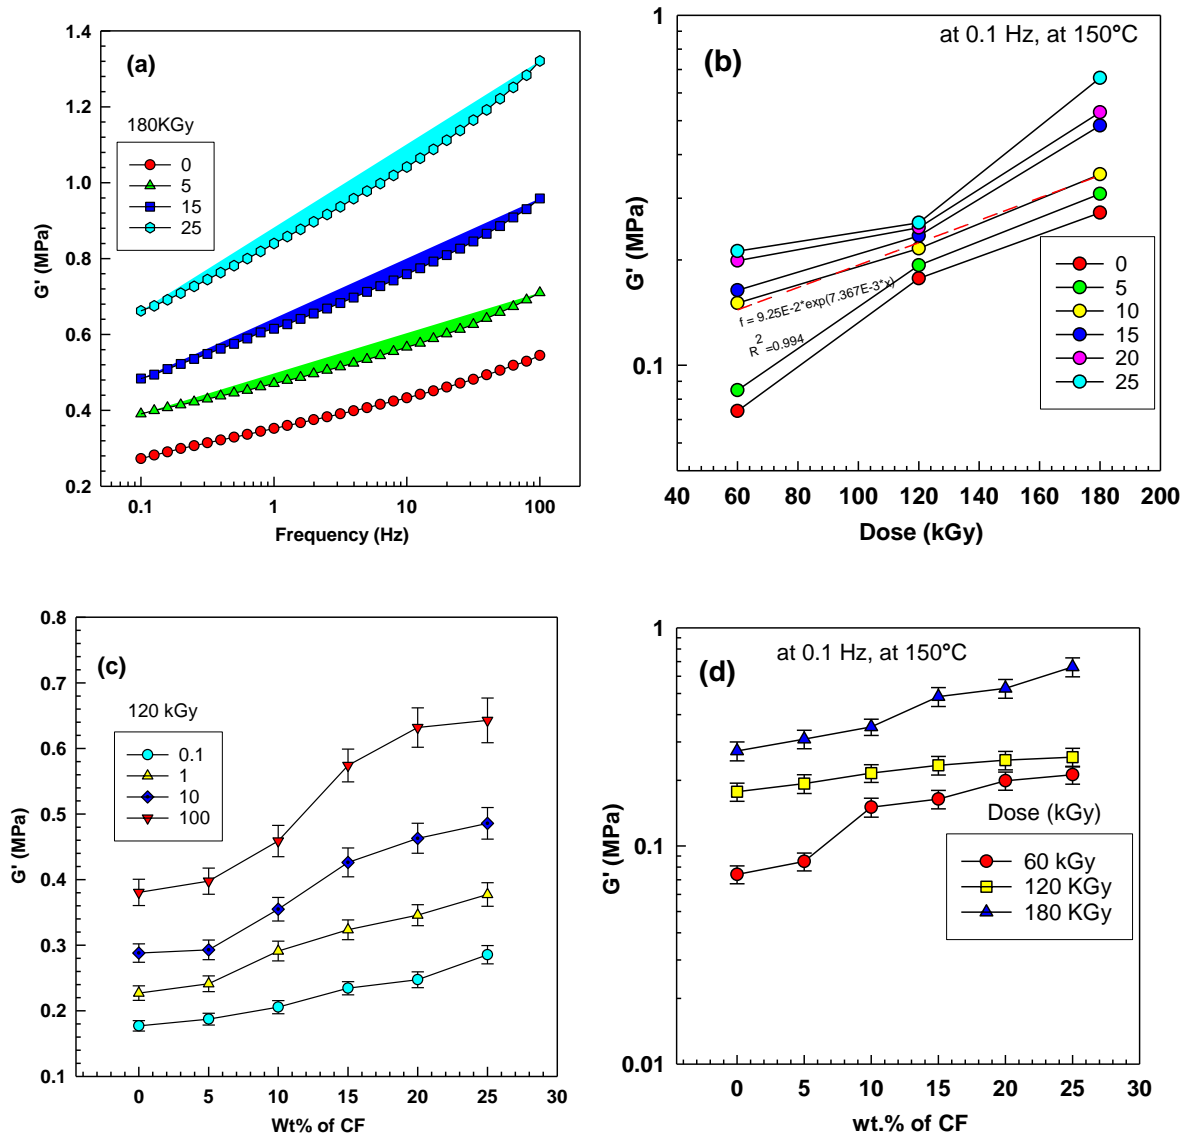 (a)
180KGy
0
5
15
25
G' (MPa)
1.4
1.2
1.0
0.8
0.6
0.4
0.2
0.1 1 10 100
Frequency (Hz)
(b)
at 0.1 Hz, at 150°C
G' (MPa)
1
0.1
f = 9.25E-2*exp(7.367E-3*x)
R2=0.994
0
5
10
15
20
25
40 60 80 100 120 140 160 180 200
Dose (kGy)
(c)
120 kGy
0.1
1
10
100
G' (MPa)
0.8
0.7
0.6
0.5
0.4
0.3
0.2
0.1
0 5 10 15 20 25 30
Wt% of CF
(d)
at 0.1 Hz, at 150°C
G' (MPa)
1
0.1
0.01
Dose (kGy)
60 kGy
120 KGy
180 KGy
0 5 10 15 20 25 30
wt.% of CF